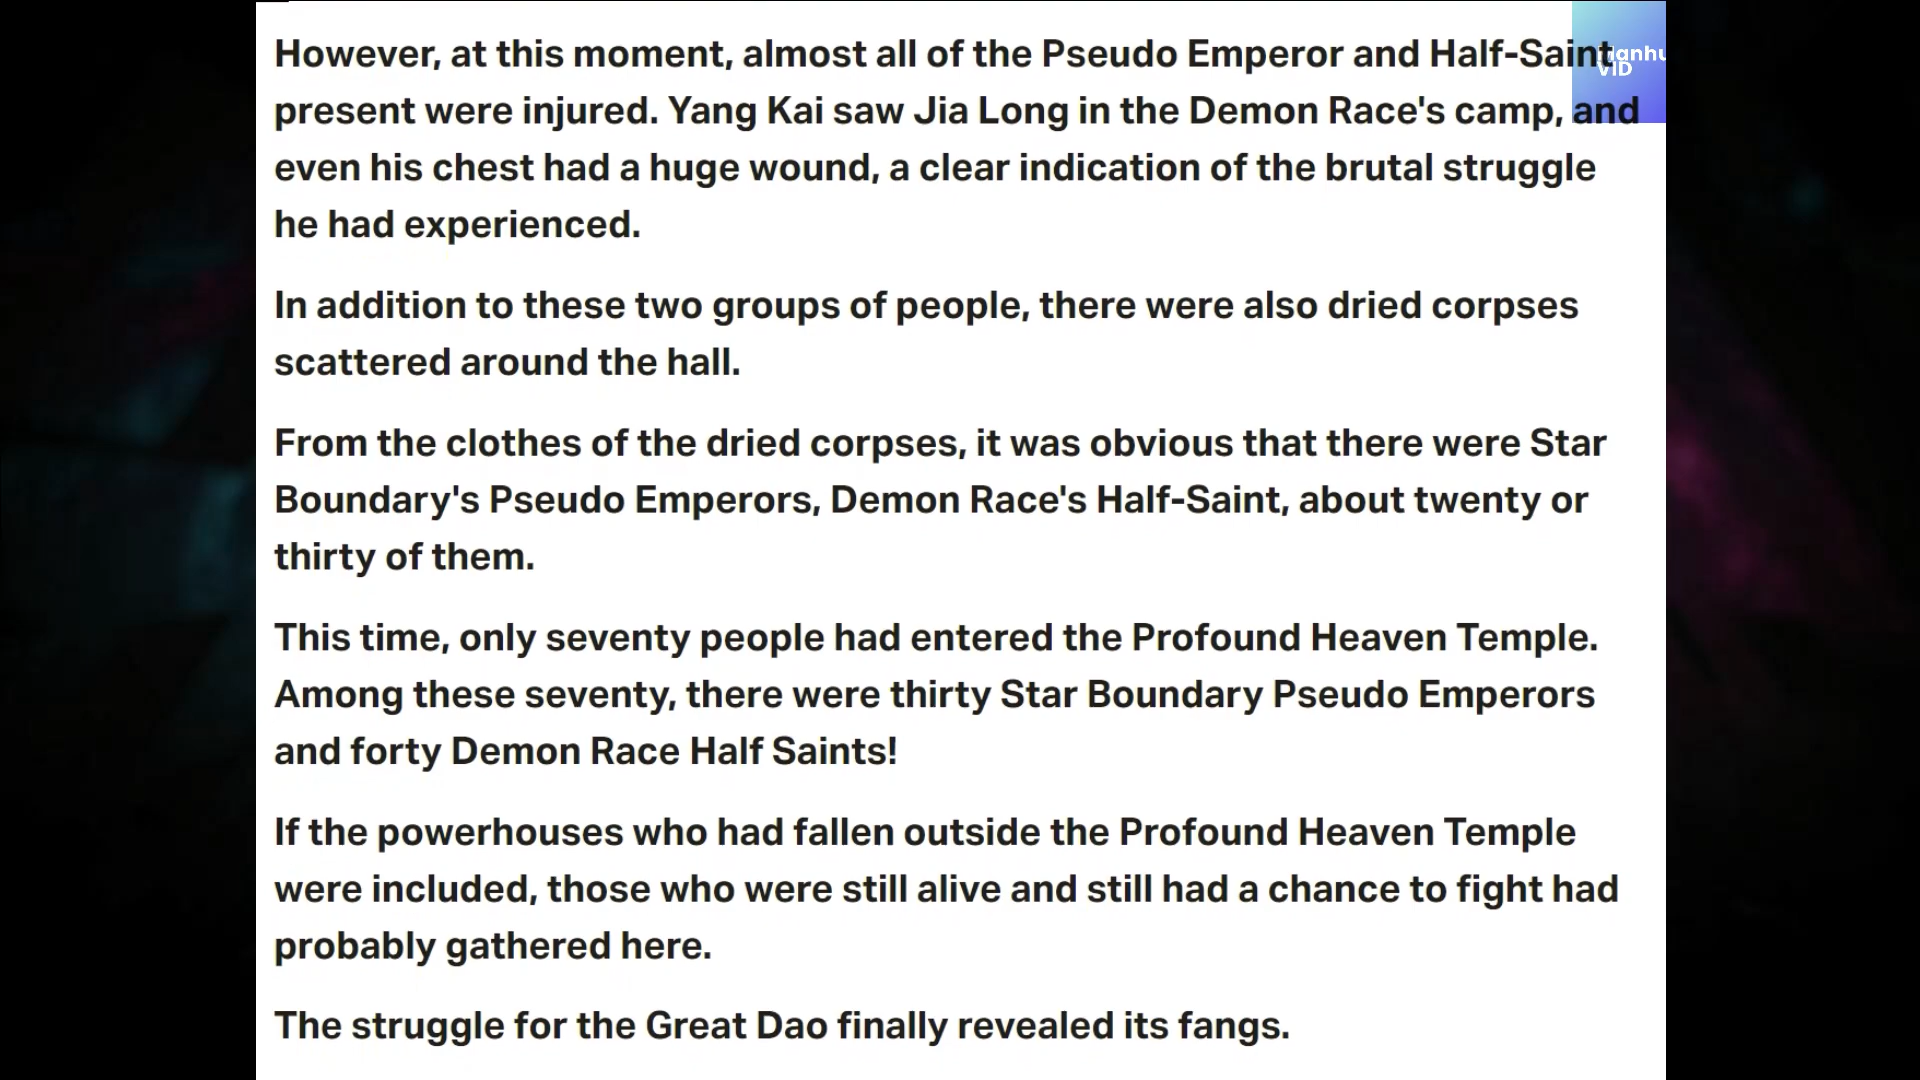 However, at this moment, almost all of the Pseudo Emperor and Half-Saint
present were injured. Yang Kai saw Jia Long in the Demon Race's camp, and
even his chest had a huge wound, a clear indication of the brutal struggle
he had experienced.
In addition to these two groups of people, there were also dried corpses
scattered around the hall.
From the clothes of the dried corpses, it was obvious that there were Star
Boundary's Pseudo Emperors, Demon Race's Half-Saint, about twenty or
thirty of them.
This time, only seventy people had entered the Profound Heaven Temple.
Among these seventy, there were thirty Star Boundary Pseudo Emperors
and forty Demon Race Half Saints!
If the powerhouses who had fallen outside the Profound Heaven Temple
were included, those who were still alive and still had a chance to fight had
probably gathered here.
The struggle for the Great Dao finally revealed its fangs.
VID